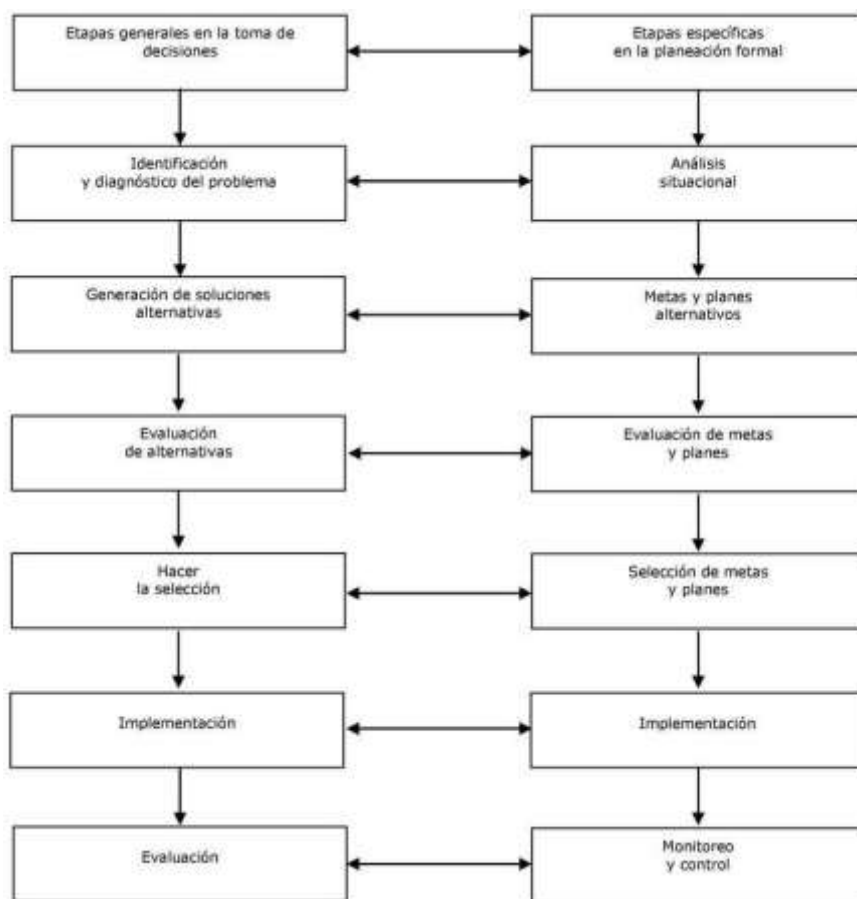 Etapas generales en la toma de
decisiones
Etapas específicas
en la planeación formal
Identificación
y diagnóstico del problema
Análisis
situacional
Generación de soluciones
alternativas
Metas y planes
alternativos
Evaluación
de alternativas
Evaluación de metas
y planes
Hacer
la selección
Selección de metas
y planes
Implementación
Implementación
Evaluación
Monitoreo
y control